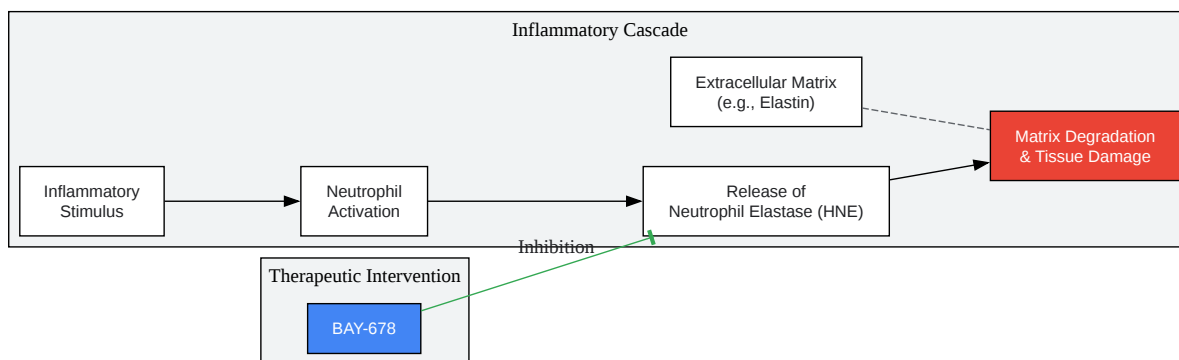 Inflammatory Cascade
Extracellular Matrix
(e.g., Elastin)
Matrix Degradation
& Tissue Damage
Inflammatory
Stimulus
Neutrophil
Activation
Release of
Neutrophil Elastase (HNE)
Inhibition
Therapeutic Intervention
BAY-678